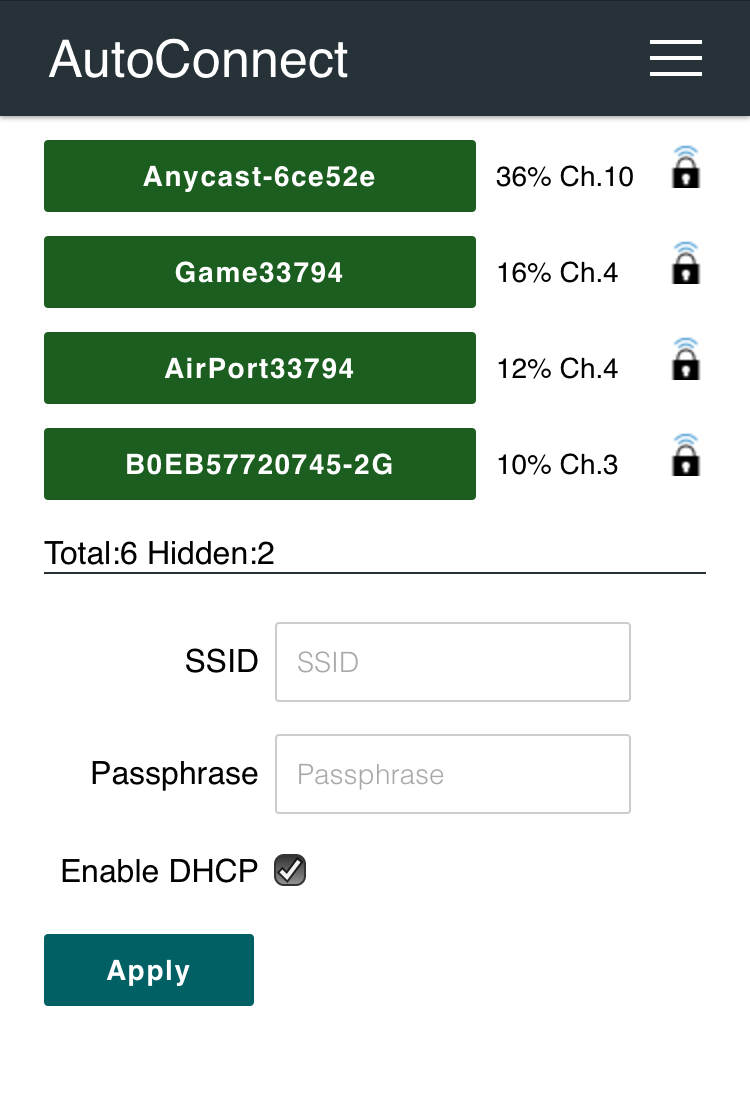 AutoConnect
Anycast-6ce52e 36% Ch.10
Game33794 16% Ch.4
AirPort33794 12% Ch.4
B0EB57720745-2G 10% Ch.3
Total:6 Hidden:2
SSID SSID
Passphrase Passphrase
Enable DHCP
Apply